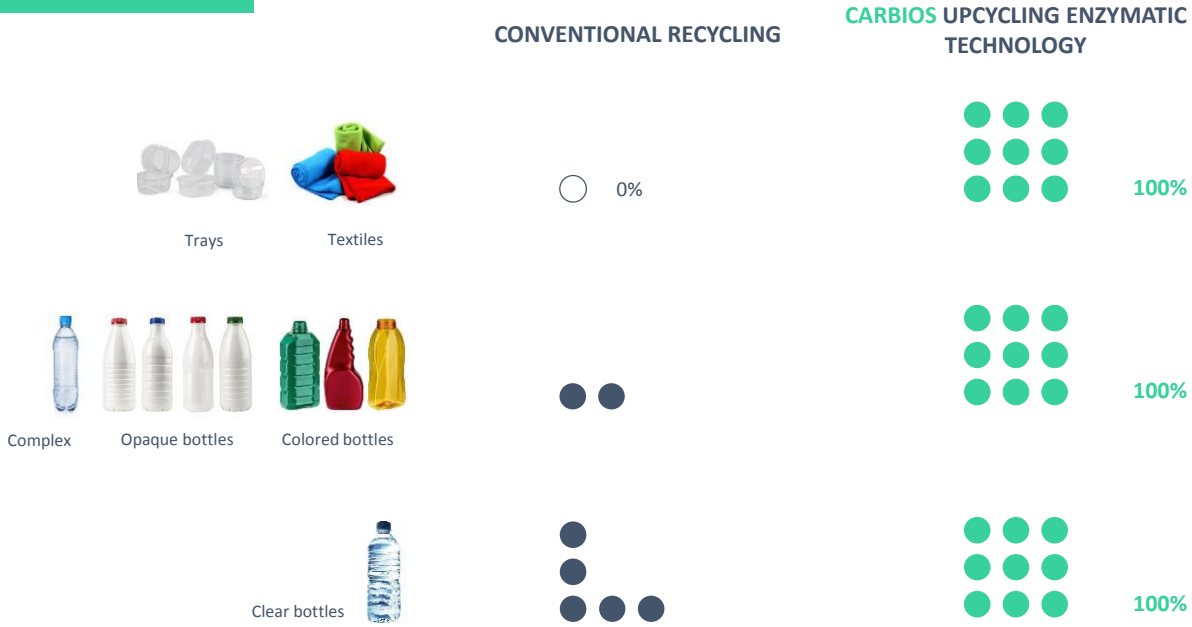 CONVENTIONAL RECYCLING
CARBIOS UPCYCLING ENZYMATIC
TECHNOLOGY
0%
100%
Trays
Textiles
100%
Complex
Opaque bottles
Colored bottles
Clear bottles
100%